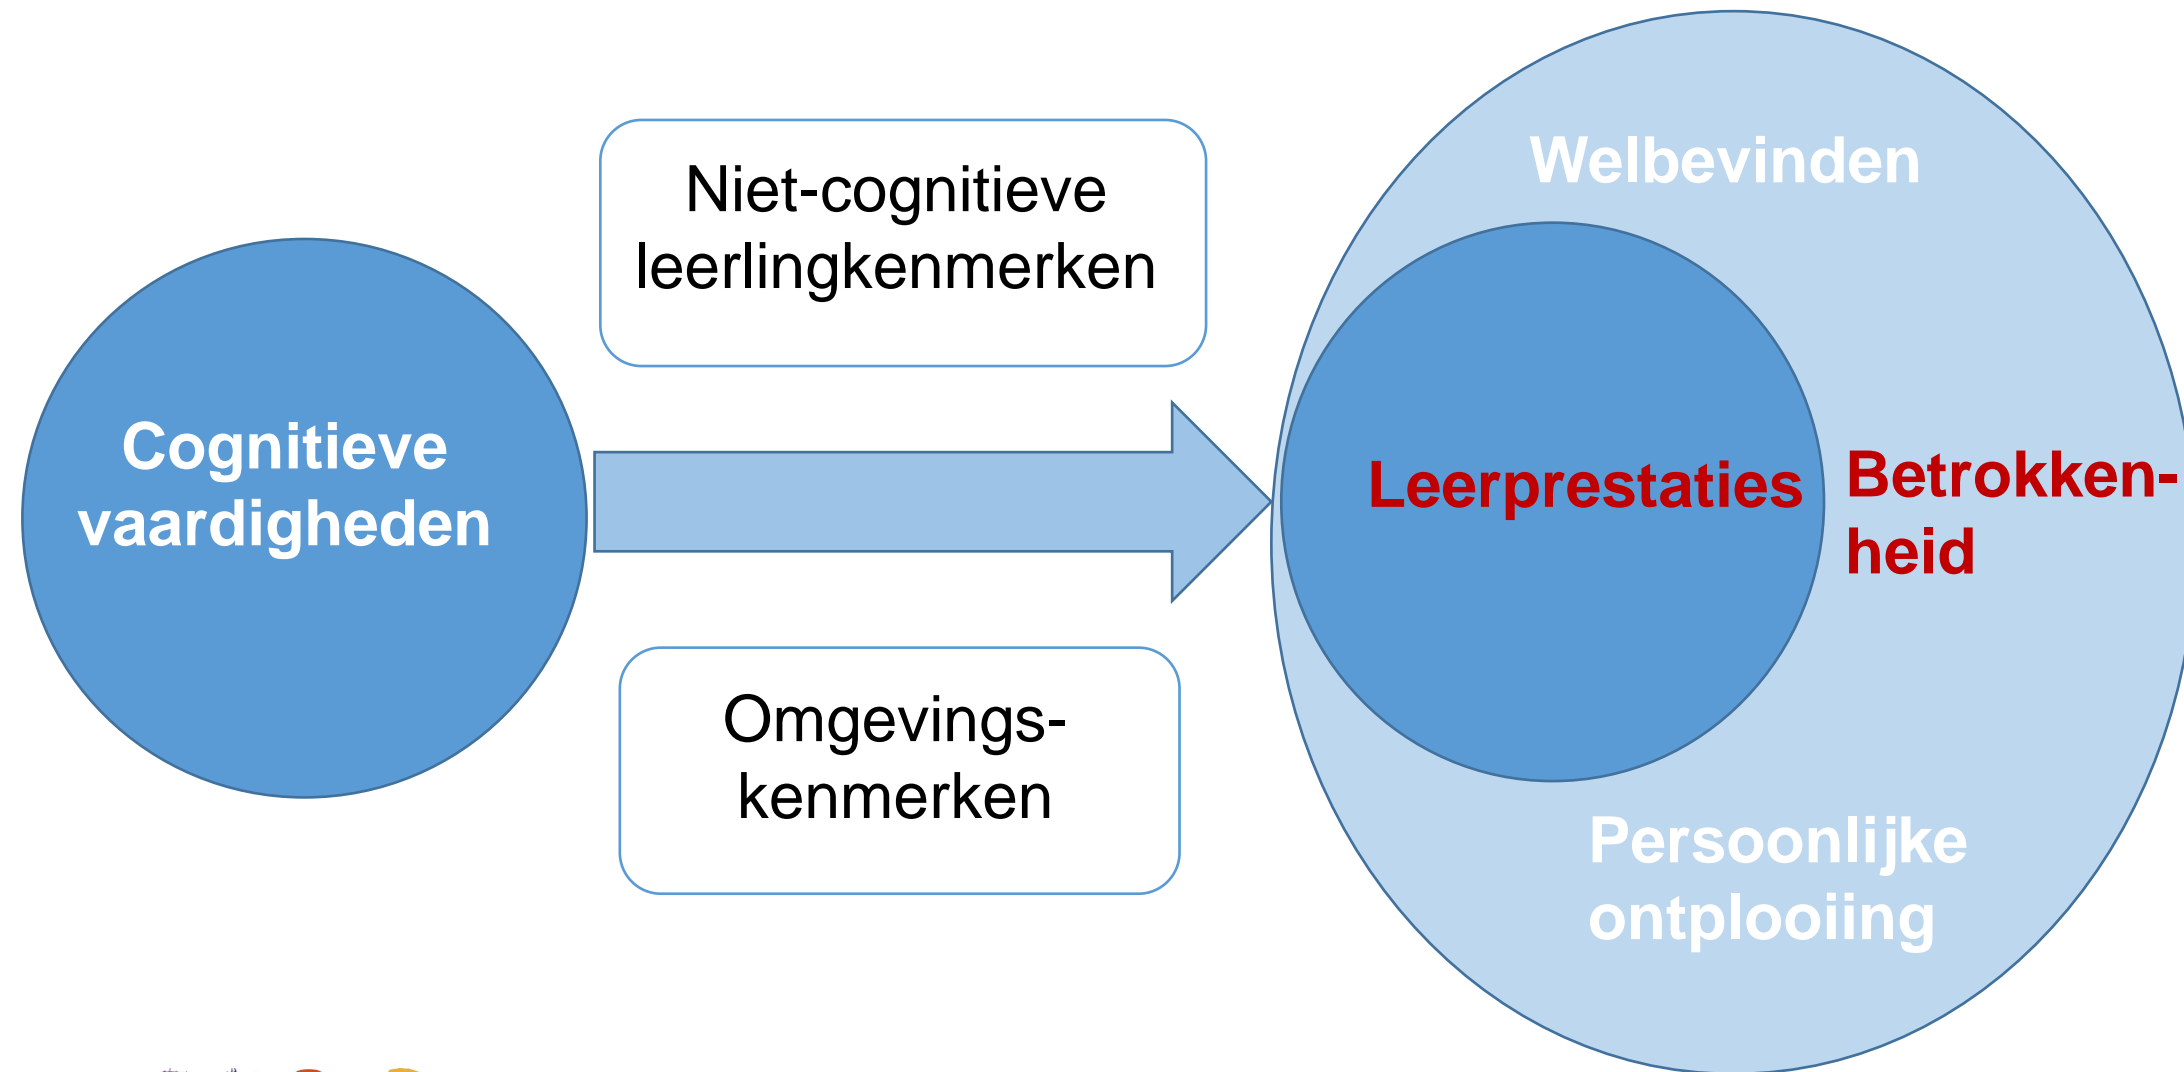 Cognitieve
vaardigheden
Niet-cognitieve
leerlingkenmerken
Omgevings-
kenmerken
Welbevinden
Leerprestaties
Betrokken-
heid
Persoonlijke
ontplooiing